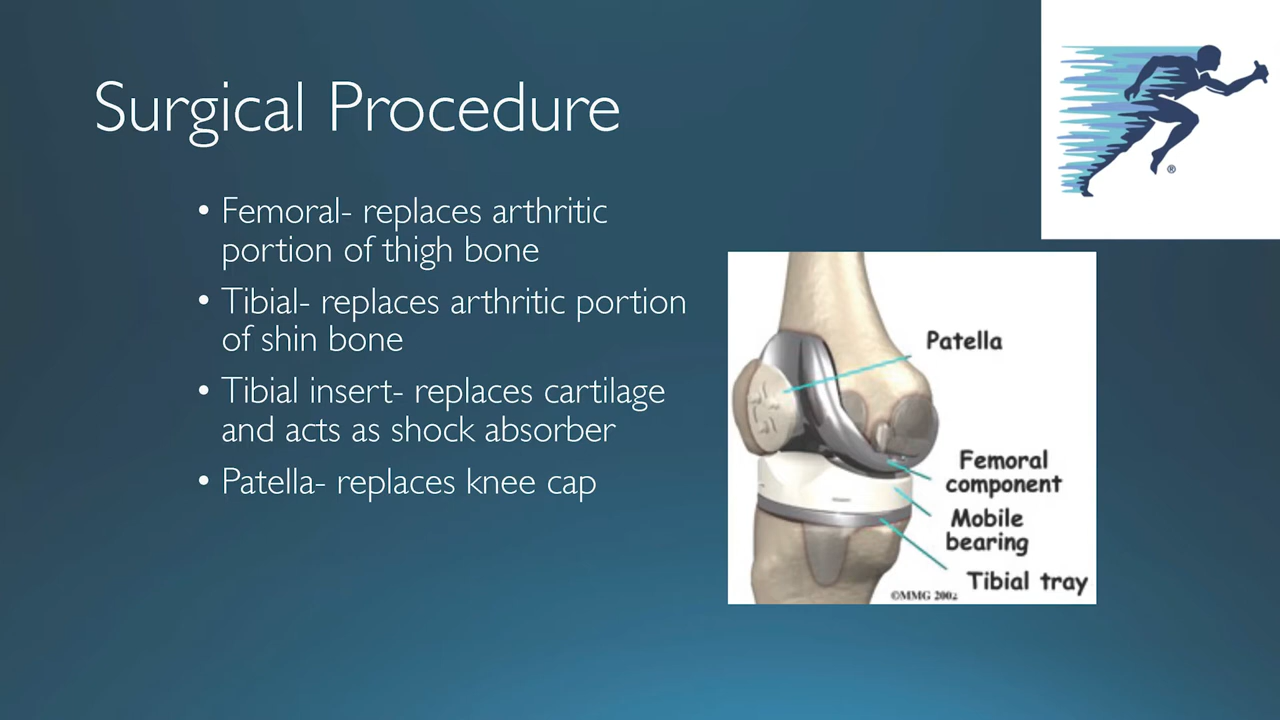 Surgical Procedure
• Femoral- replaces arthritic
portion of thigh bone
• Tibial- replaces arthritic portion
of shin bone
• Tibial insert- replaces cartilage
and acts as shock absorber
• Patella- replaces knee cap
®
Patella
Femoral
component
Mobile
bearing
Tibial tray
©MMG 2002